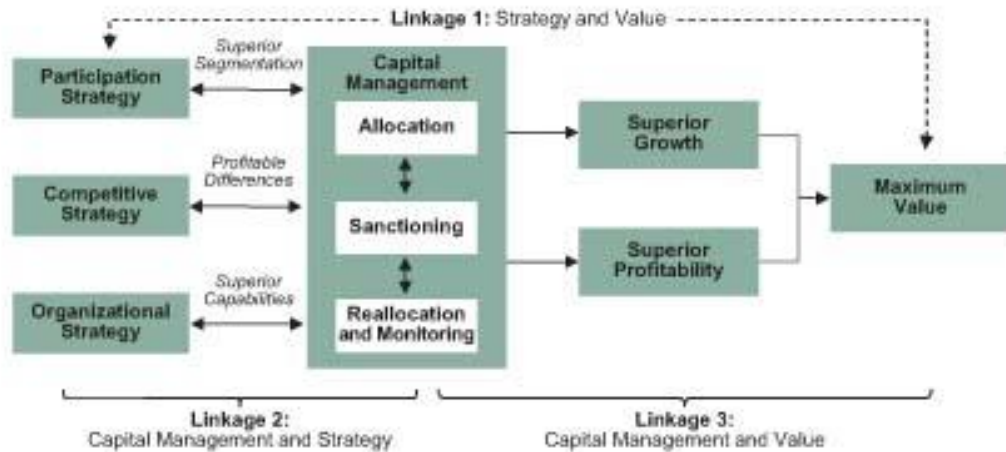 Linkage 1: Strategy and Value
Participation
Strategy
Superior
Segmentation
Competitive
Strategy
Profitable
Differences
Organizational
Strategy
Superior
Capabilities
Capital
Management
Allocation
Sanctioning
Reallocation
and Monitoring
Superior
Growth
Superior
Profitability
Maximum
Value
Linkage 2:
Capital Management and Strategy
Linkage 3:
Capital Management and Value